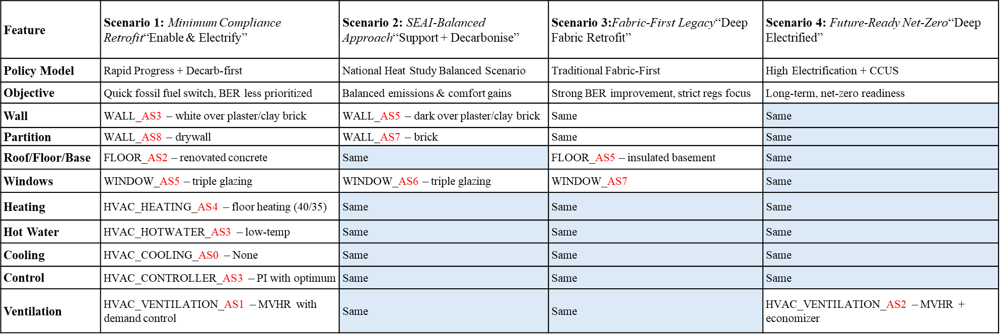 Feature
Scenario 1: Minimum Compliance
Retrofit“Enable & Electrify”
Scenario 2: SEAI-Balanced
Approach“Support + Decarbonise”
Scenario 3:Fabric-First Legacy“Deep
Fabric Retrofit”
Scenario 4: Future-Ready Net-Zero“Deep
Electrified”
Policy Model
Rapid Progress + Decarb-first
National Heat Study Balanced Scenario
Traditional Fabric-First
High Electrification + CCUS
Objective
Quick fossil fuel switch, BER less prioritized
Balanced emissions & comfort gains
Strong BER improvement, strict regs focus
Long-term, net-zero readiness
Wall
WALL_AS3 – white over plaster/clay brick
WALL_AS5 – dark over plaster/clay brick
Same
Same
Partition
WALL_AS8 – drywall
WALL_AS7 – brick
Same
Same
Roof/Floor/Base
FLOOR_AS2 – renovated concrete
Same
FLOOR_AS5 – insulated basement
Same
Windows
WINDOW_AS5 – triple glazing
WINDOW_AS6 – triple glazing
WINDOW_AS7
Same
Heating
HVAC_HEATING_AS4 – floor heating (40/35)
Same
Same
Same
Hot Water
HVAC_HOTWATER_AS3 – low-temp
Same
Same
Same
Cooling
HVAC_COOLING_AS0 – None
Same
Same
Same
Control
HVAC_CONTROLLER_AS3 – PI with optimum
Same
Same
Same
Ventilation
HVAC_VENTILATION_AS1 – MVHR with
demand control
Same
Same
HVAC_VENTILATION_AS2 – MVHR +
economizer